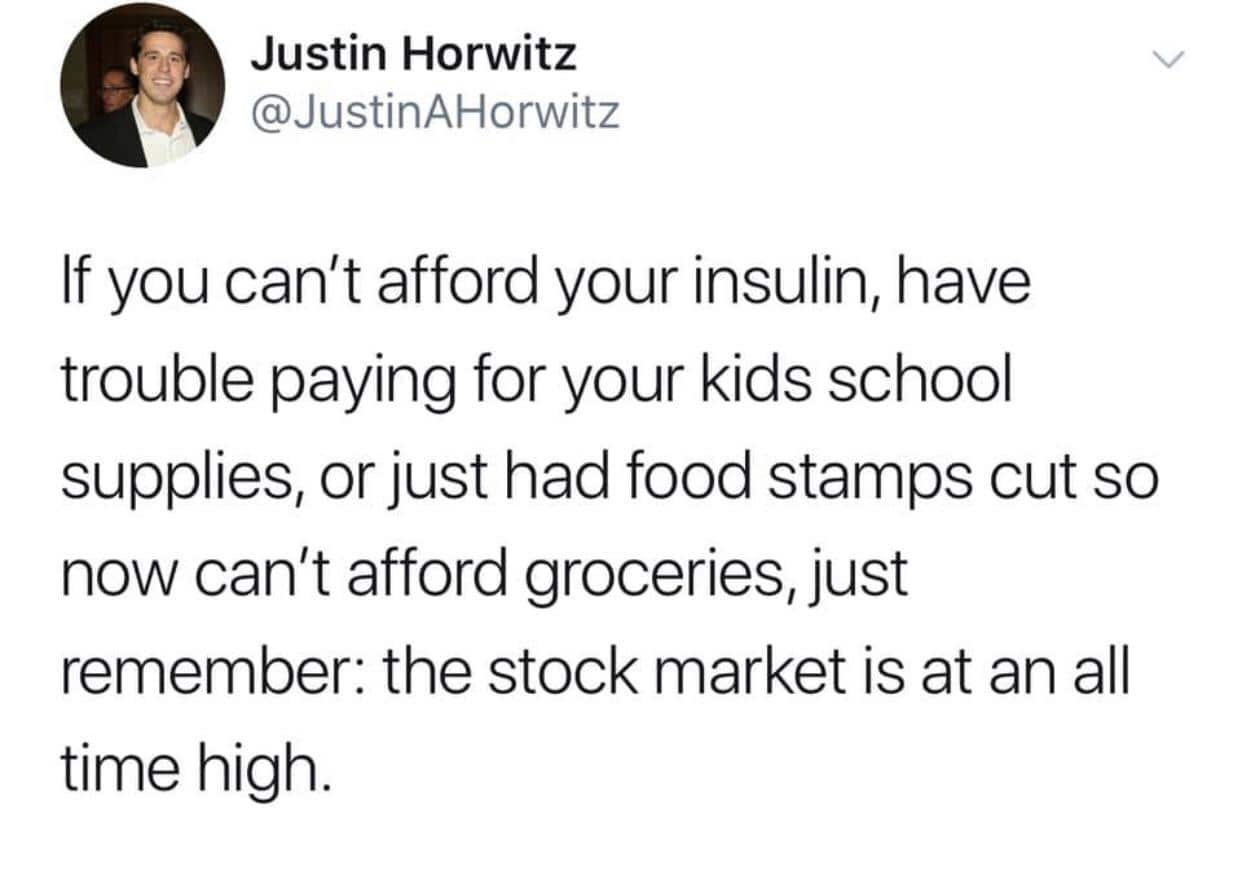 Justin Horwitz
@JustinAHorwitz
If you can’t afford your insulin, have
trouble paying for your kids school
supplies, or just had food stamps cut so
now can’t afford groceries, just
remember: the stock market is at an all
time high.